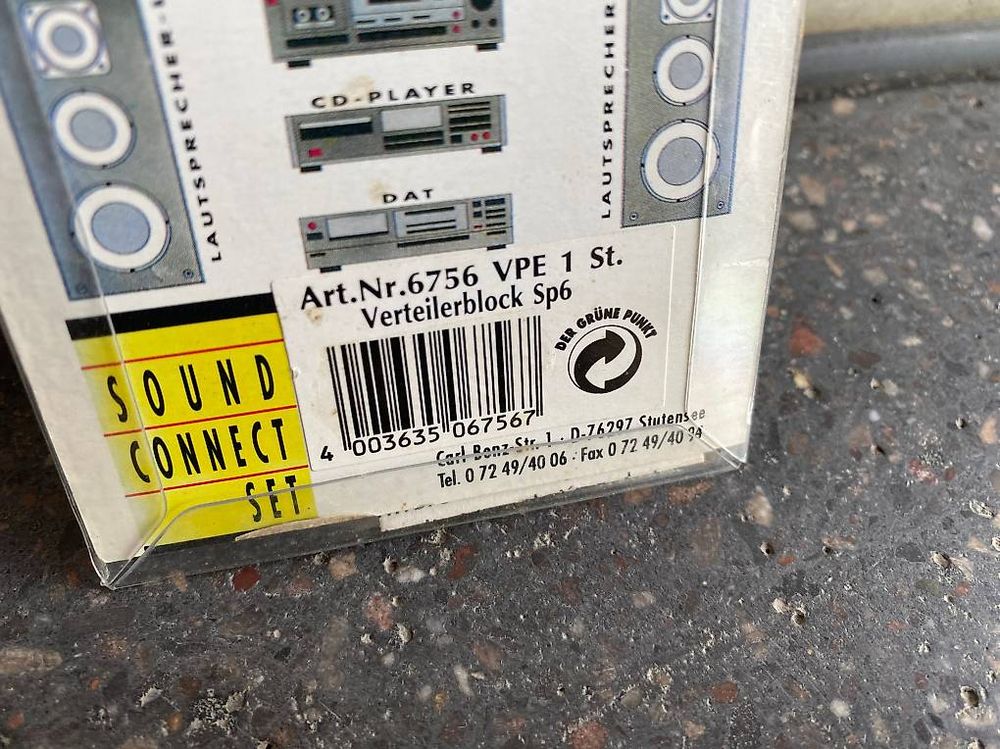 LAUTSPRECHER
CD-PLAYER
LAUTSPRECHER
DAT
Art.Nr.6756 VPE 1 St.
Verteilerblock Sp6
DER GRÜNE PUNKT
4 003635 067567
SOUND
CONNECT
SET
Carl-Benz-Str. 1 · D-76297 Stutensee
Tel. 0 72 49/40 06 · Fax 0 72 49/40